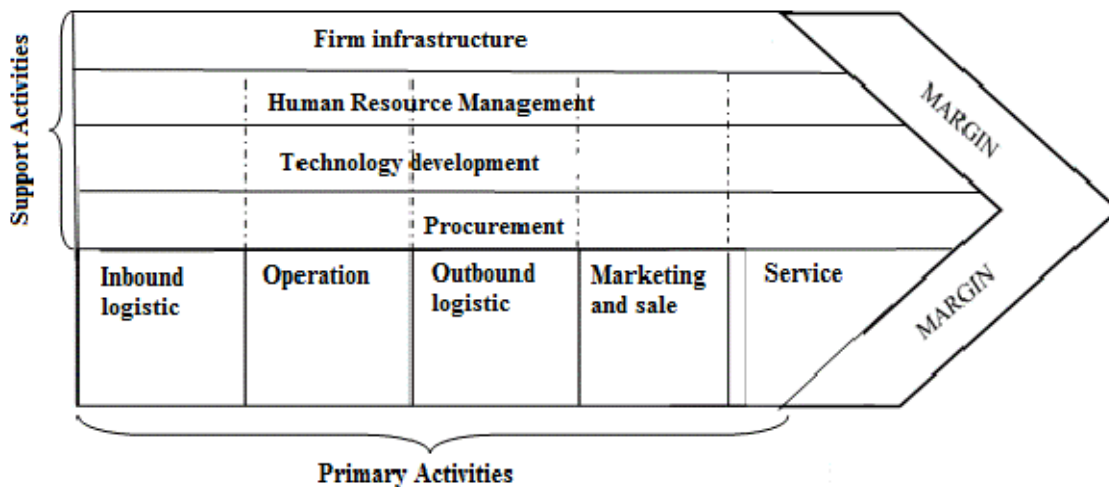 Support Activities
Firm infrastructure
Human Resource Management
Technology development
Procurement
Inbound
logistic
Operation
Outbound
logistic
Marketing
and sale
Service
MARGIN
MARGIN
Primary Activities